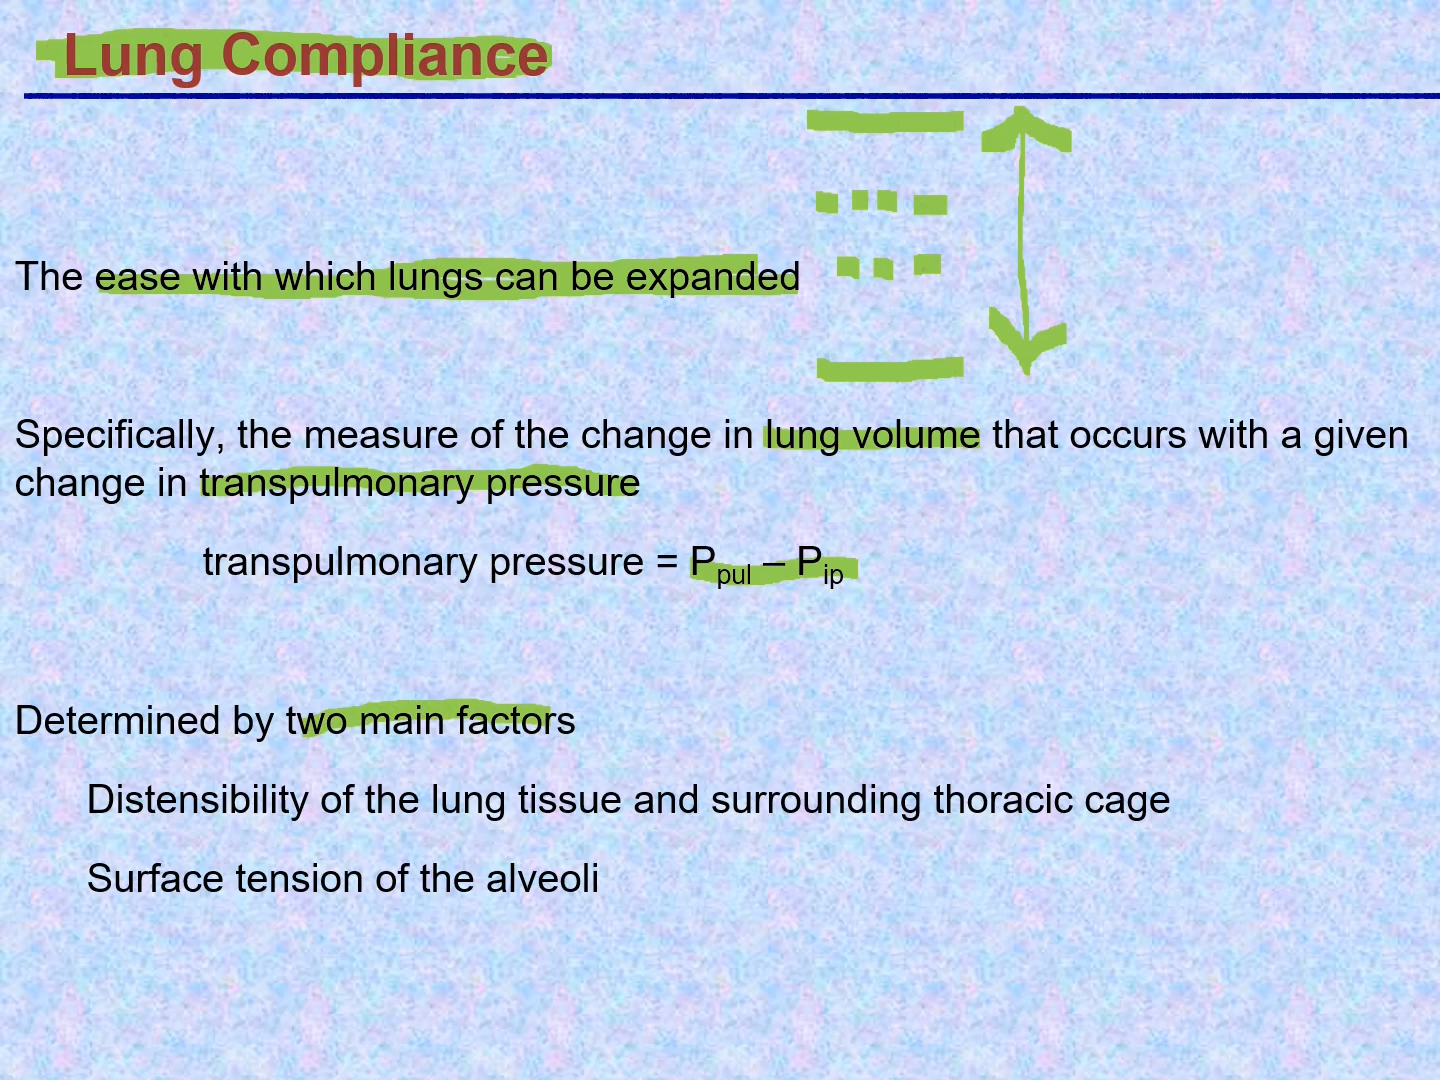 Lung Compliance
The ease with which lungs can be expanded
Specifically, the measure of the change in lung volume that occurs with a given
change in transpulmonary pressure
transpulmonary pressure = Ppul – Pip
Determined by two main factors
Distensibility of the lung tissue and surrounding thoracic cage
Surface tension of the alveoli